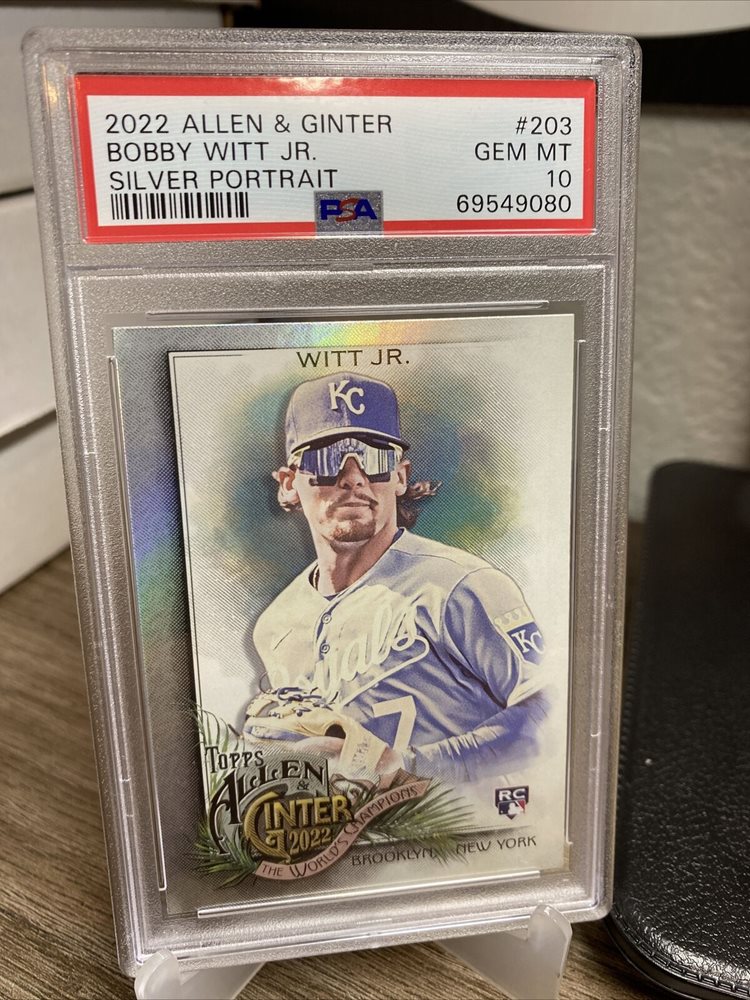 2022 ALLEN & GINTER #203
BOBBY WITT JR. GEM MT
SILVER PORTRAIT 10
PSA 69549080
WITT JR.
KC
Royals
KC
7
TOPPS
ALLEN
&
GINTER
2022
THE WORLD'S CHAMPIONS
RC
BROOKLYN, NEW YORK